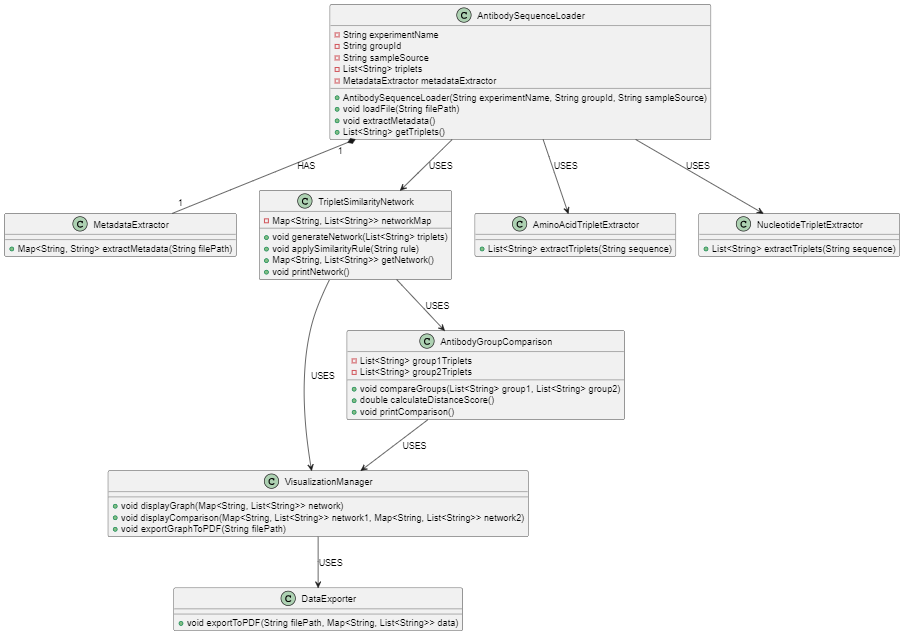 C AntibodySequenceLoader
String experimentName
String groupId
String sampleSource
List<String> triplets
MetadataExtractor metadataExtractor
AntibodySequenceLoader(String experimentName, String groupId, String sampleSource)
void loadFile(String filePath)
void extractMetadata()
List<String> getTriplets()
1
HAS
USES
USES
USES
1
C MetadataExtractor
Map<String, String> extractMetadata(String filePath)
C TripletSimilarityNetwork
Map<String, List<String>> networkMap
void generateNetwork(List<String> triplets)
void applySimilarityRule(String rule)
Map<String, List<String>> getNetwork()
void printNetwork()
C AminoAcidTripletExtractor
List<String> extractTriplets(String sequence)
C NucleotideTripletExtractor
List<String> extractTriplets(String sequence)
USES
USES
C AntibodyGroupComparison
List<String> group1Triplets
List<String> group2Triplets
void compareGroups(List<String> group1, List<String> group2)
double calculateDistanceScore()
void printComparison()
USES
C VisualizationManager
void displayGraph(Map<String, List<String>> network)
void displayComparison(Map<String, List<String>> network1, Map<String, List<String>> network2)
void exportGraphToPDF(String filePath)
USES
C DataExporter
void exportToPDF(String filePath, Map<String, List<String>> data)